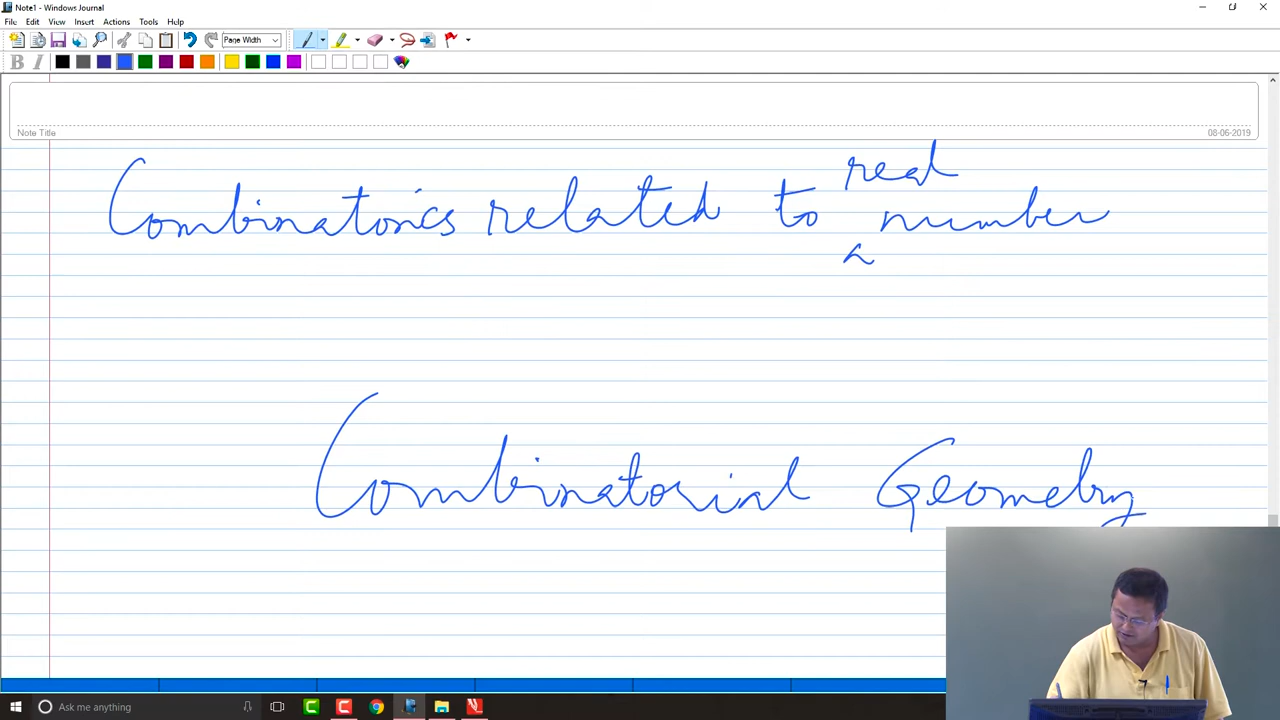 Note1 - Windows Journal
File Edit View Insert Actions Tools Help
Page Width
B I
Note Title 08-06-2019
real
Combinatorics related to number
^
Combinatorial Geometry
Ask me anything